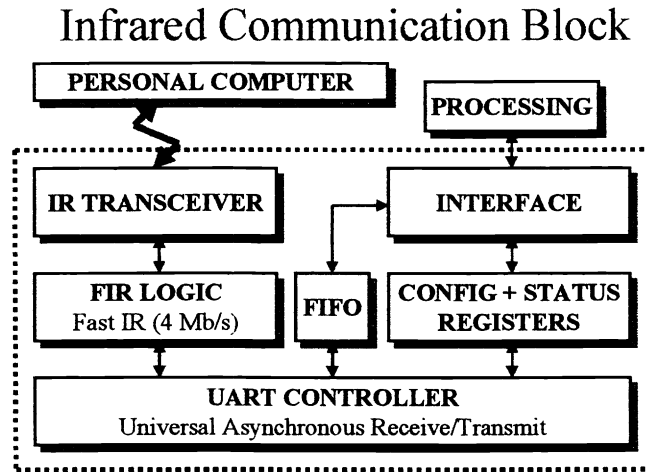 Infrared Communication Block
PERSONAL COMPUTER
PROCESSING
IR TRANSCEIVER
INTERFACE
FIR LOGIC
Fast IR (4 Mb/s)
FIFO
CONFIG + STATUS
REGISTERS
UART CONTROLLER
Universal Asynchronous Receive/Transmit